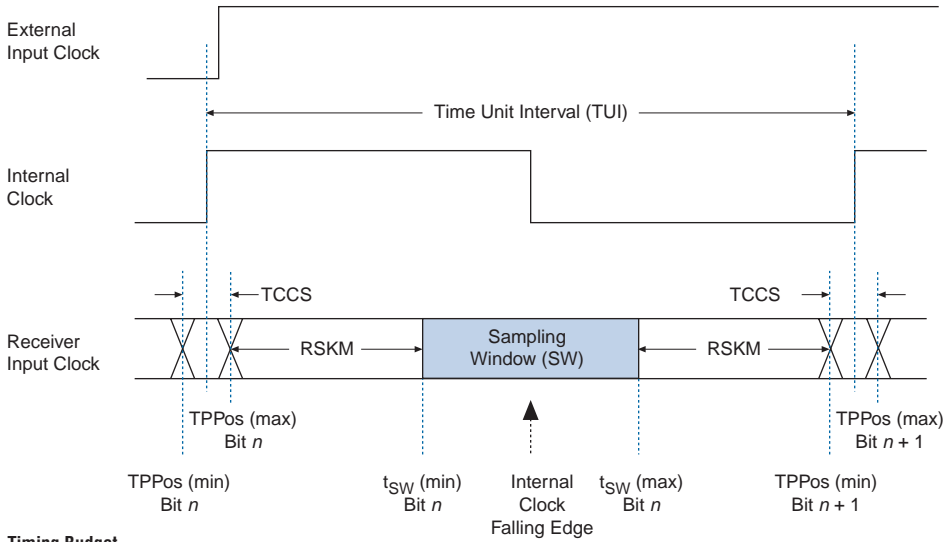 External
Input Clock
Time Unit Interval (TUI)
Internal
Clock
TCCS
TCCS
Receiver
Input Clock
RSKM
Sampling
Window (SW)
RSKM
TPPos (max)
Bit n
TPPos (max)
Bit n + 1
TPPos (min)
Bit n
tSW (min)
Bit n
Internal
Clock
Falling Edge
tSW (max)
Bit n
TPPos (min)
Bit n + 1
Timing Budget